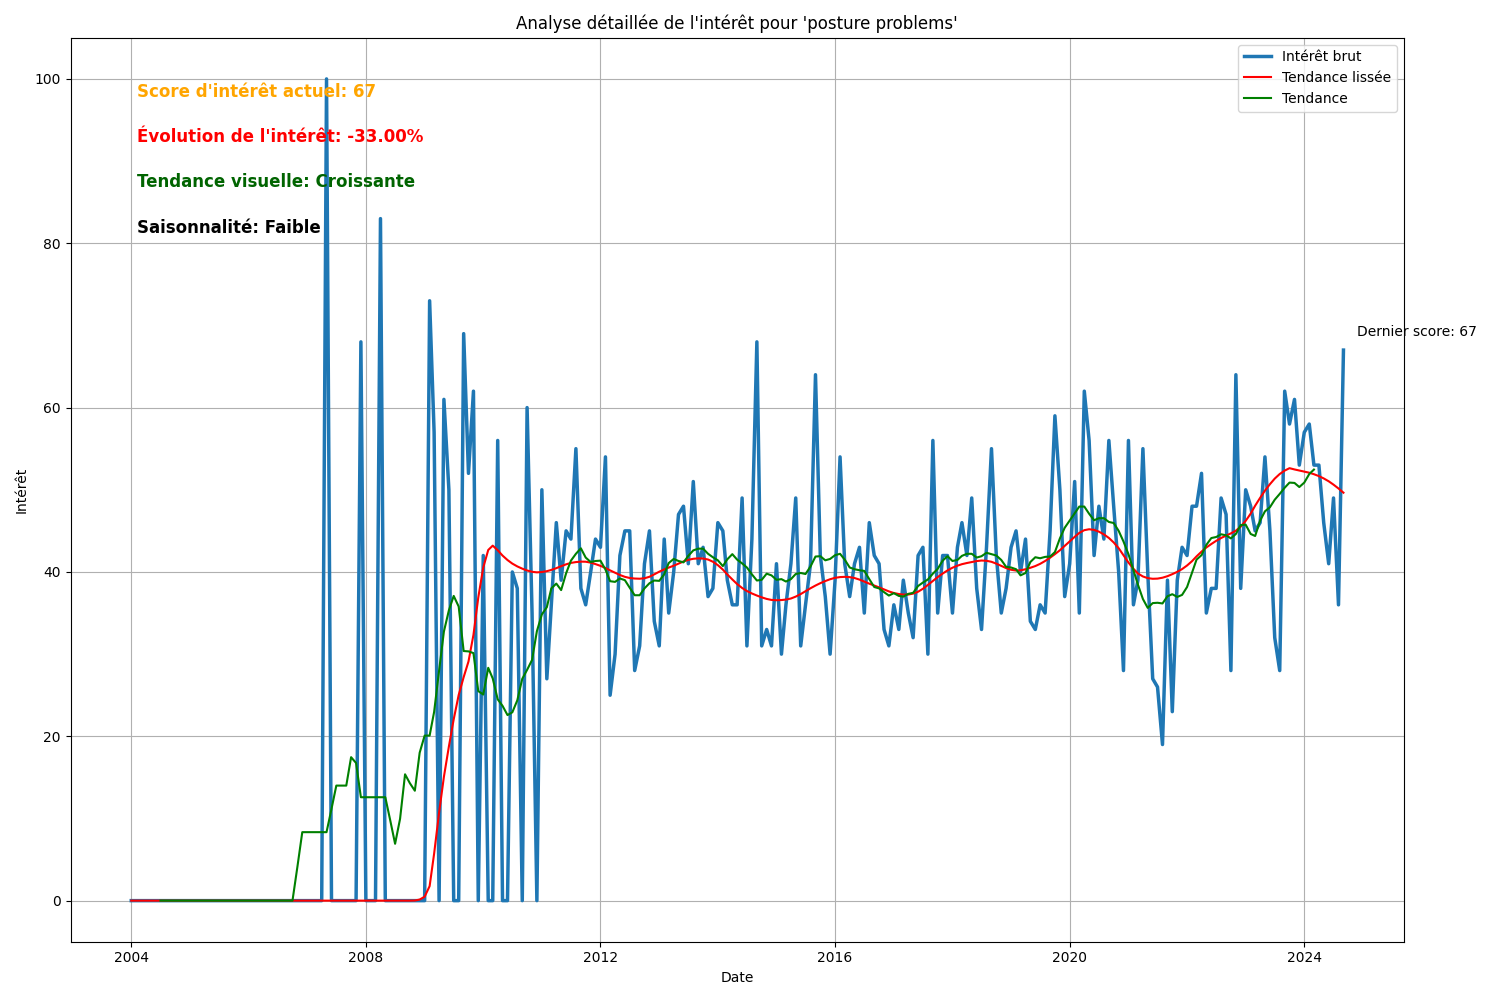 Analyse détaillée de l'intérêt pour 'posture problems'
Intérêt brut
Tendance lissée
Tendance
Score d'intérêt actuel: 67
Évolution de l'intérêt: -33.00%
Tendance visuelle: Croissante
Saisonnalité: Faible
Dernier score: 67
Intérêt
100
80
60
40
20
0
2004
2008
2012
2016
2020
2024
Date